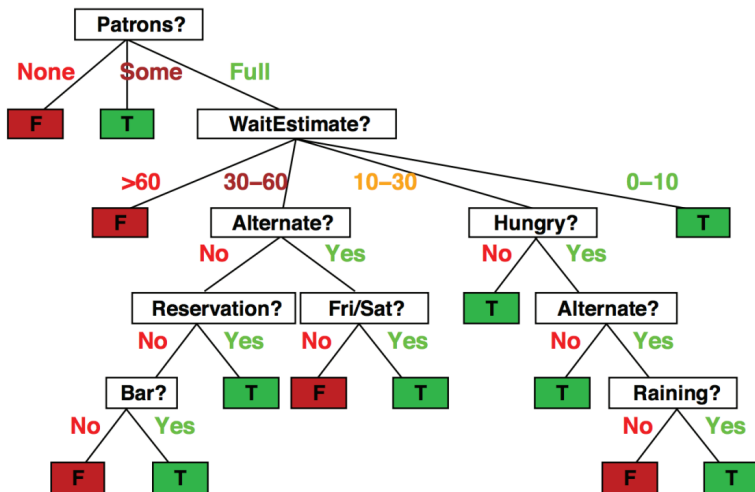 Patrons?
None Some Full
F T WaitEstimate?
>60 30–60 10–30 0–10
F Alternate? Hungry? T
No Yes No Yes
Reservation? Fri/Sat? T Alternate?
No Yes No Yes No Yes
Bar? T F T T Raining?
No Yes No Yes
F T F T